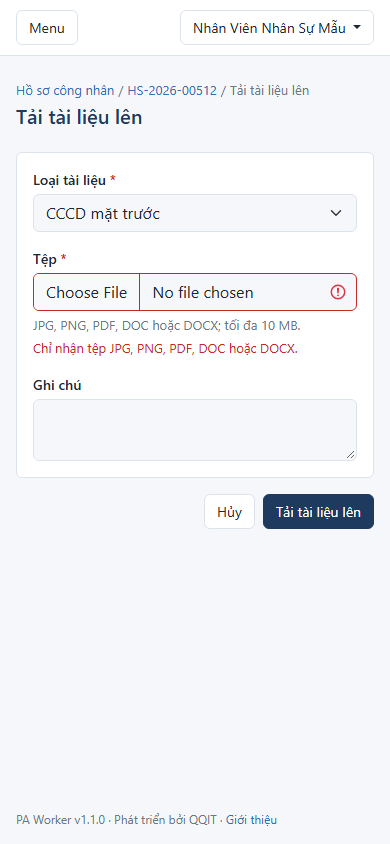 Menu
Nhân Viên Nhân Sự Mẫu
Hồ sơ công nhân / HS-2026-00512 / Tải tài liệu lên
Tải tài liệu lên
Loại tài liệu *
CCCD mặt trước
Tệp *
Choose File No file chosen
JPG, PNG, PDF, DOC hoặc DOCX; tối đa 10 MB.
Chỉ nhận tệp JPG, PNG, PDF, DOC hoặc DOCX.
Ghi chú
Hủy
Tải tài liệu lên
PA Worker v1.1.0 · Phát triển bởi QQIT · Giới thiệu